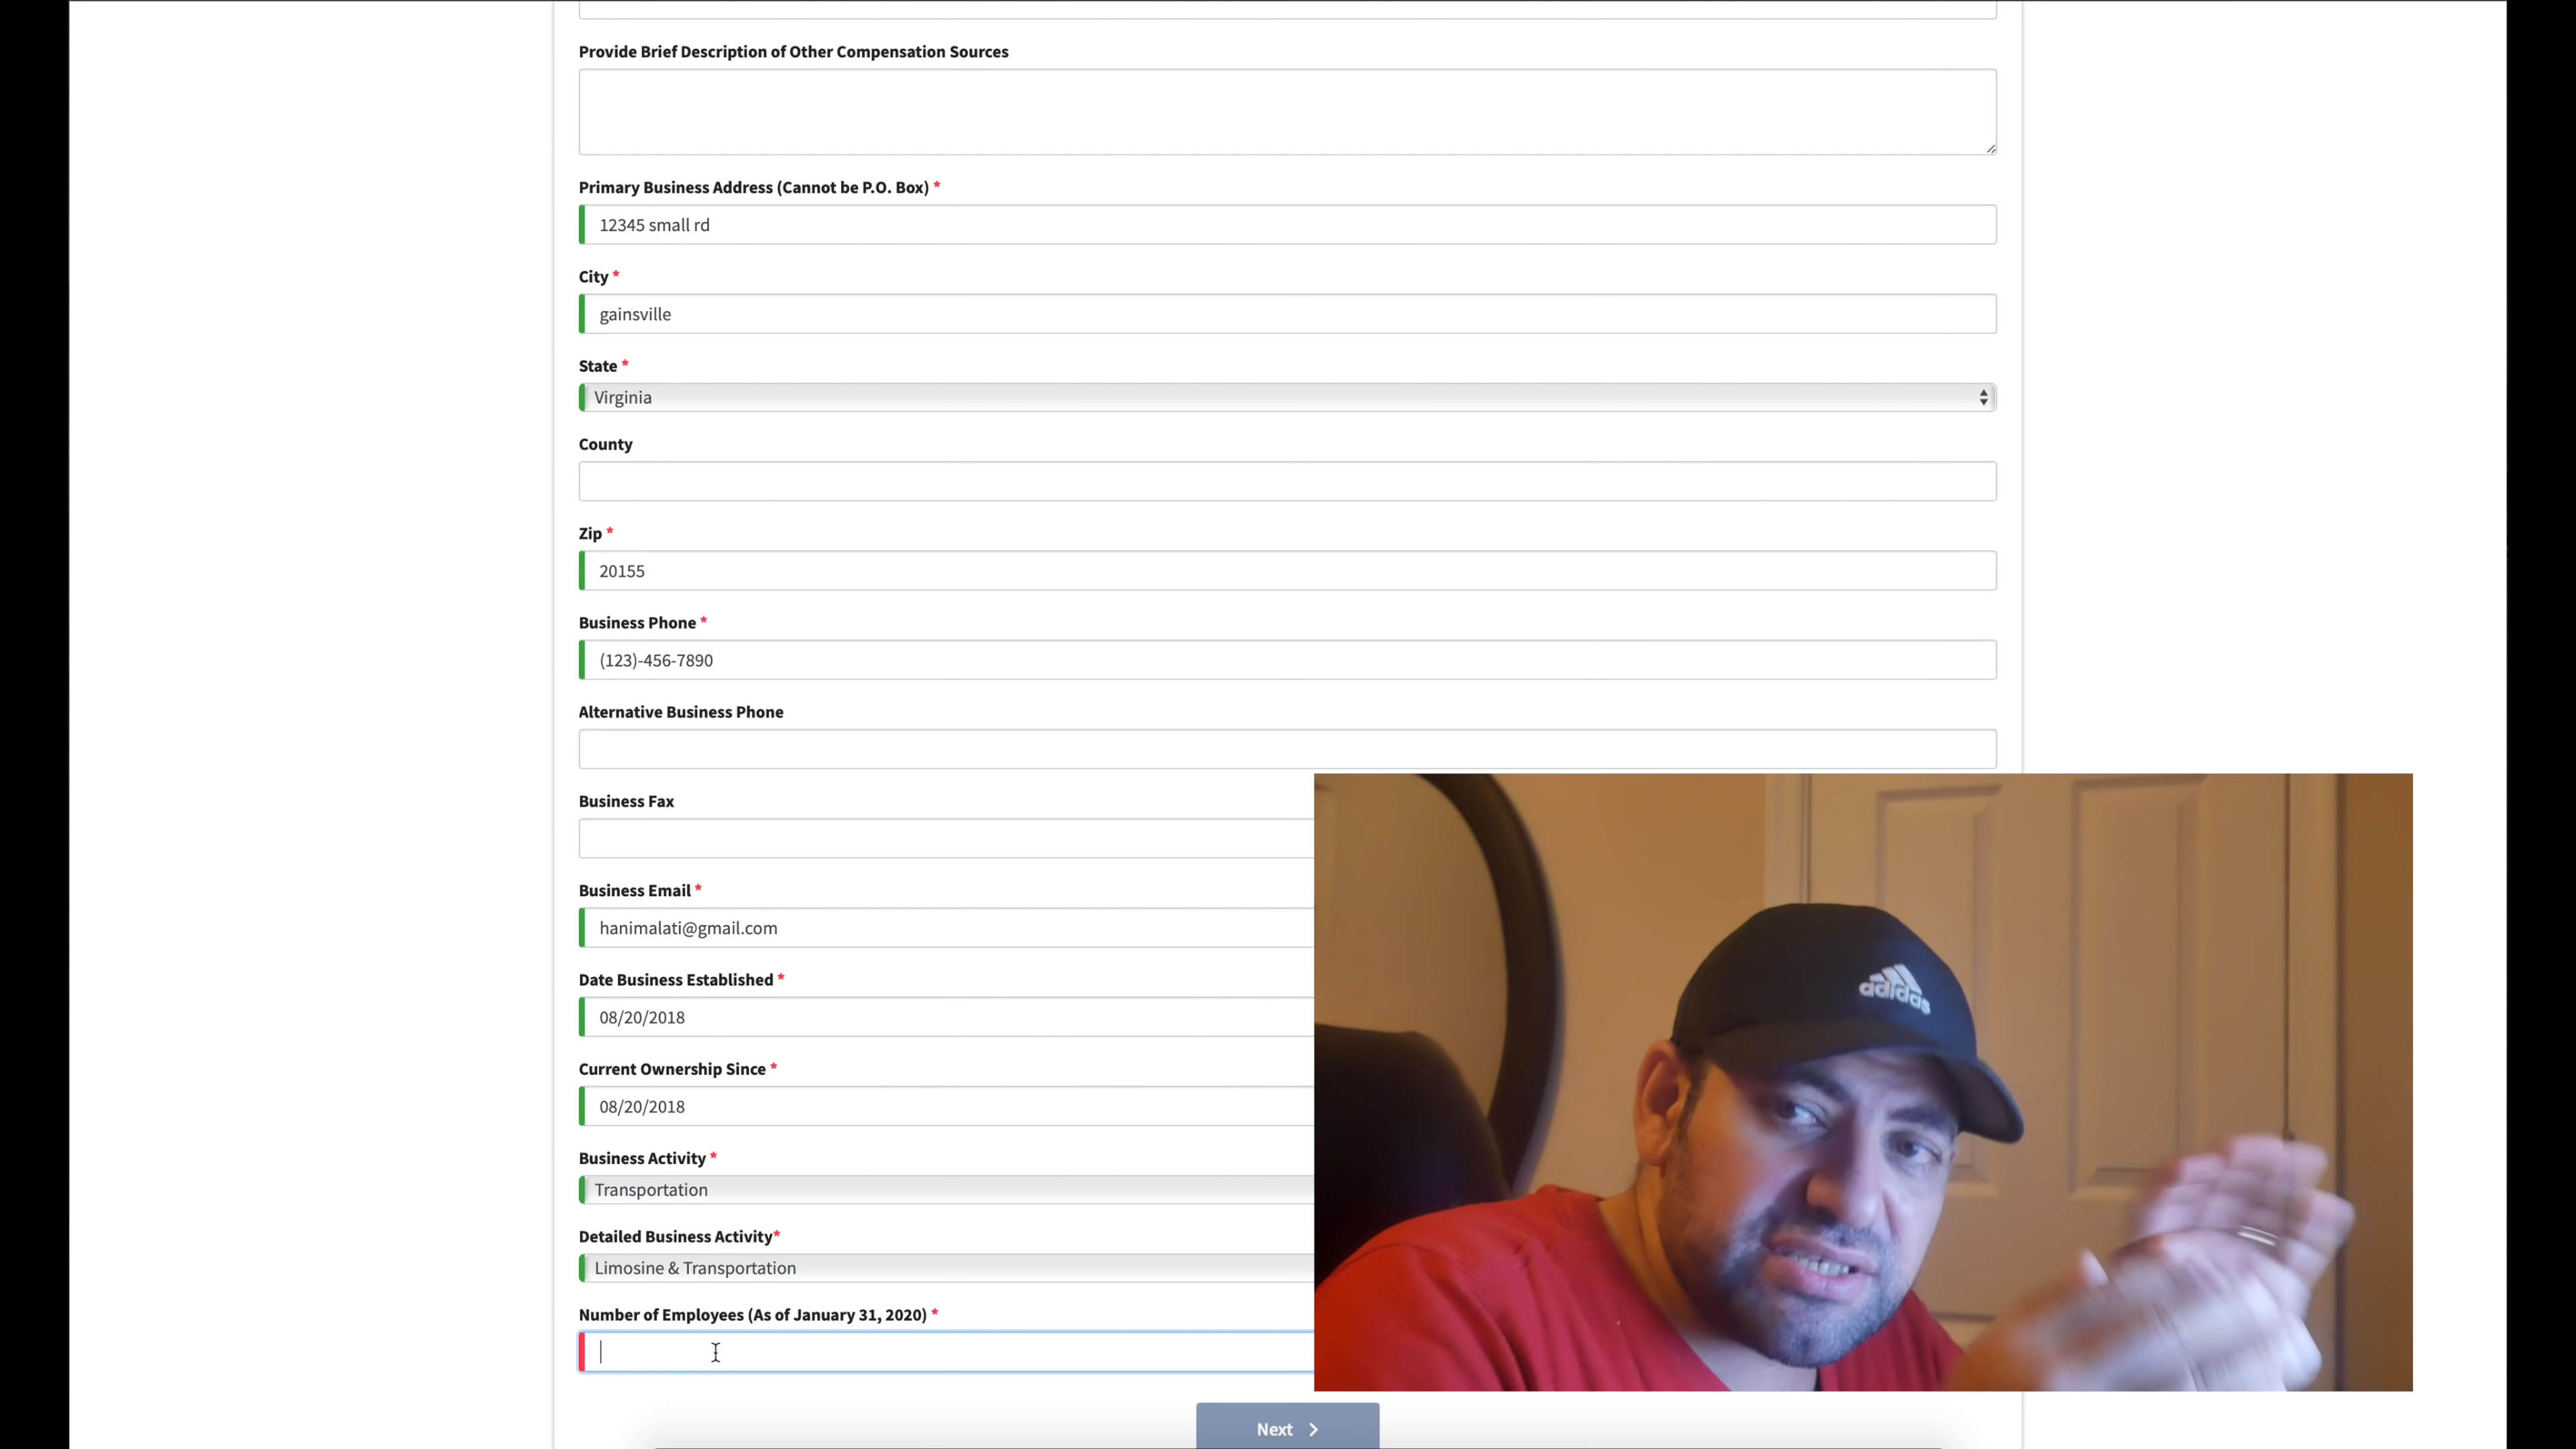 Provide Brief Description of Other Compensation Sources
Primary Business Address (Cannot be P.O. Box) *
12345 small rd
City *
gainsville
State *
Virginia
County
Zip *
20155
Business Phone *
(123)-456-7890
Alternative Business Phone
Business Fax
Business Email *
hanimalati@gmail.com
Date Business Established *
08/20/2018
adidas
Current Ownership Since *
08/20/2018
Business Activity *
Transportation
Detailed Business Activity*
Limosine & Transportation
Number of Employees (As of January 31, 2020) *
Next